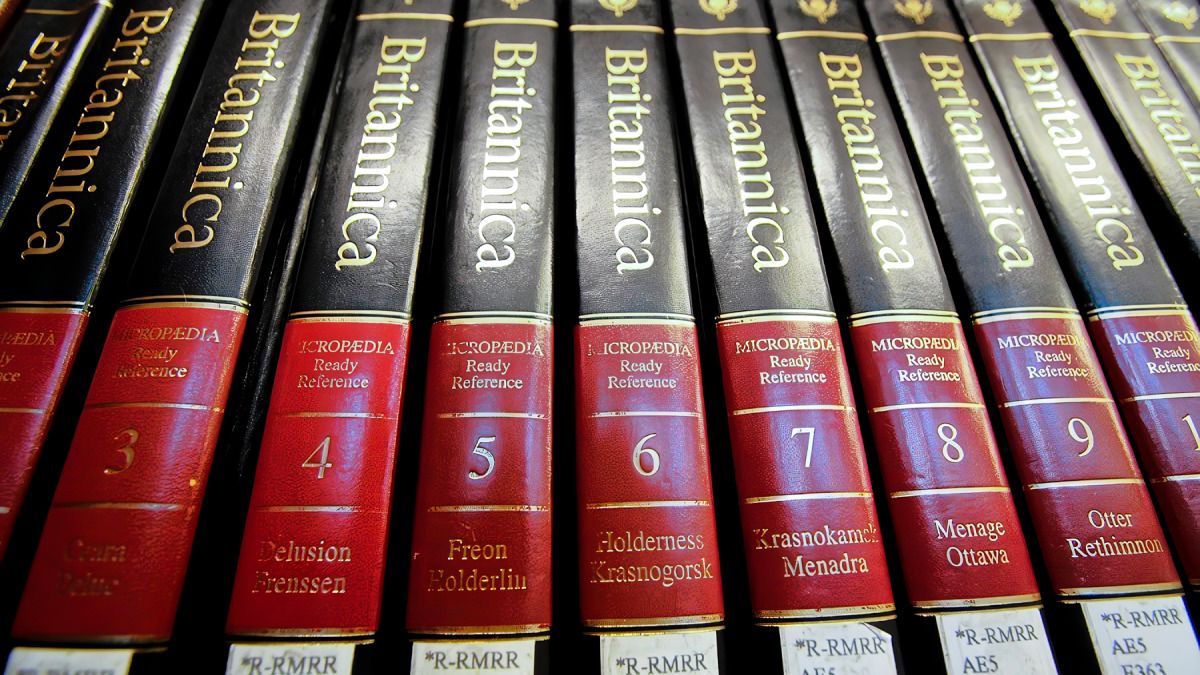 Britannica
MICROPÆDIA
Ready
Reference
3
Britannica
MICROPÆDIA
Ready
Reference
4
Delusion
Frenssen
*R-RMRR
Britannica
MICROPÆDIA
Ready
Reference
5
Freon
Holderlin
*R-RMRR
Britannica
MICROPÆDIA
Ready
Reference
6
Holderness
Krasnogorsk
*R-RMRR
Britannica
MICROPÆDIA
Ready
Reference
7
Krasnokamsk
Menadra
*R-RMRR
AE5
Britannica
MICROPÆDIA
Ready
Reference
8
Menage
Ottawa
*R-RMRR
AE5
Britannica
MICROPÆDIA
Ready
Reference
9
Otter
Rethimnon
*R-RMRR
AE5
E363
Britannica
MICROPÆDIA
Ready
Reference
Britannica